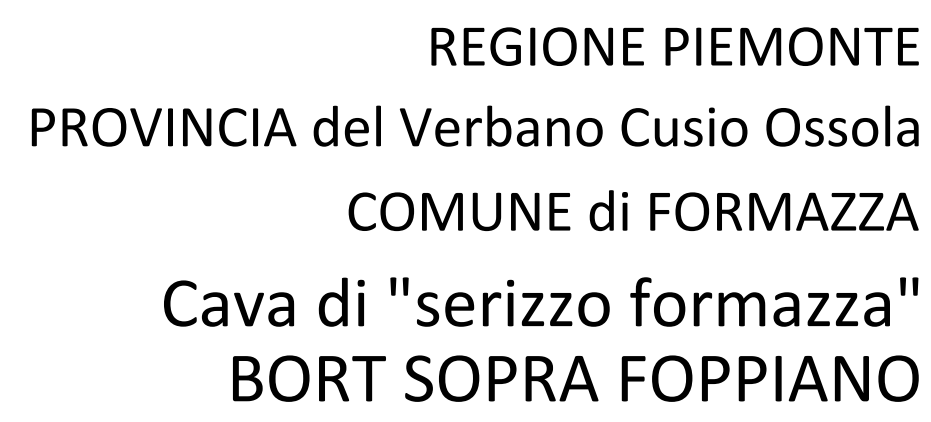 REGIONE PIEMONTE
PROVINCIA del Verbano Cusio Ossola
COMUNE di FORMAZZA
Cava di "serizzo formazza"
BORT SOPRA FOPPIANO